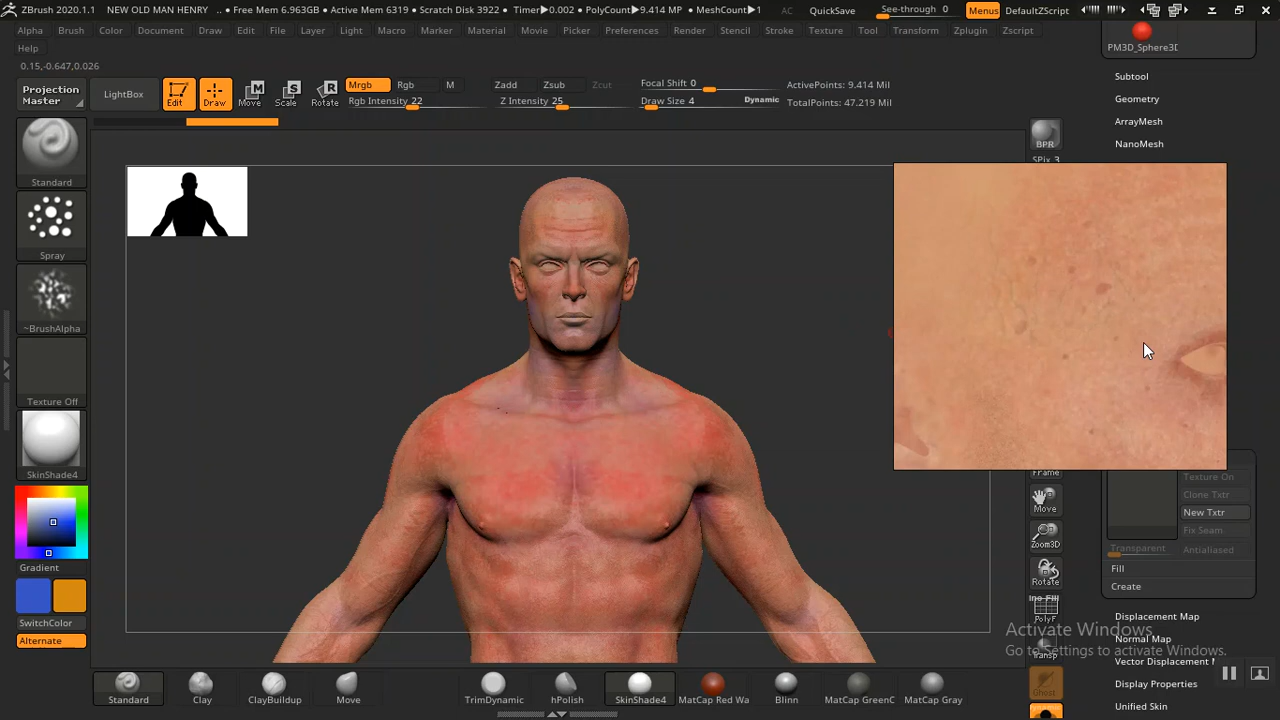 ZBrush 2020.1.1 NEW OLD MAN HENRY • Free Mem 6.963GB • Active Mem 6319 • Scratch Disk 3922 • Timer▶0.002 • PolyCount▶9.414 MP • MeshCount▶1 AC QuickSave See-through 0 Menus DefaultZScript
Alpha Brush Color Document Draw Edit File Layer Light Macro Marker Material Movie Picker Preferences Render Stencil Stroke Texture Tool Transform Zplugin Zscript
Help
0.15,-0.647,0.026
Projection Master
LightBox
Edit
Draw
Move
Scale
Rotate
Mrgb Rgb M
Rgb Intensity 22
Zadd Zsub Zcut
Z Intensity 25
Focal Shift 0
Draw Size 4 Dynamic
ActivePoints: 9.414 Mil
TotalPoints: 47.219 Mil
Standard
Spray
~BrushAlpha
Texture Off
SkinShade4
Gradient
SwitchColor
Alternate
BPR
SPix 3
Frame
Move
Zoom3D
Rotate
PolyF
Transp
Ghost
PM3D_Sphere3D
Subtool
Geometry
ArrayMesh
NanoMesh
Texture On
Clone Txtr
New Txtr
Fix Seam
Transparent Antialiased
Fill
Create
Displacement Map
Normal Map
Vector Displacement
Display Properties
Unified Skin
Activate Windows
Go to Settings to activate Windows.
Standard Clay ClayBuildup Move TrimDynamic hPolish SkinShade4 MatCap Red Wa Blinn MatCap GreenC MatCap Gray